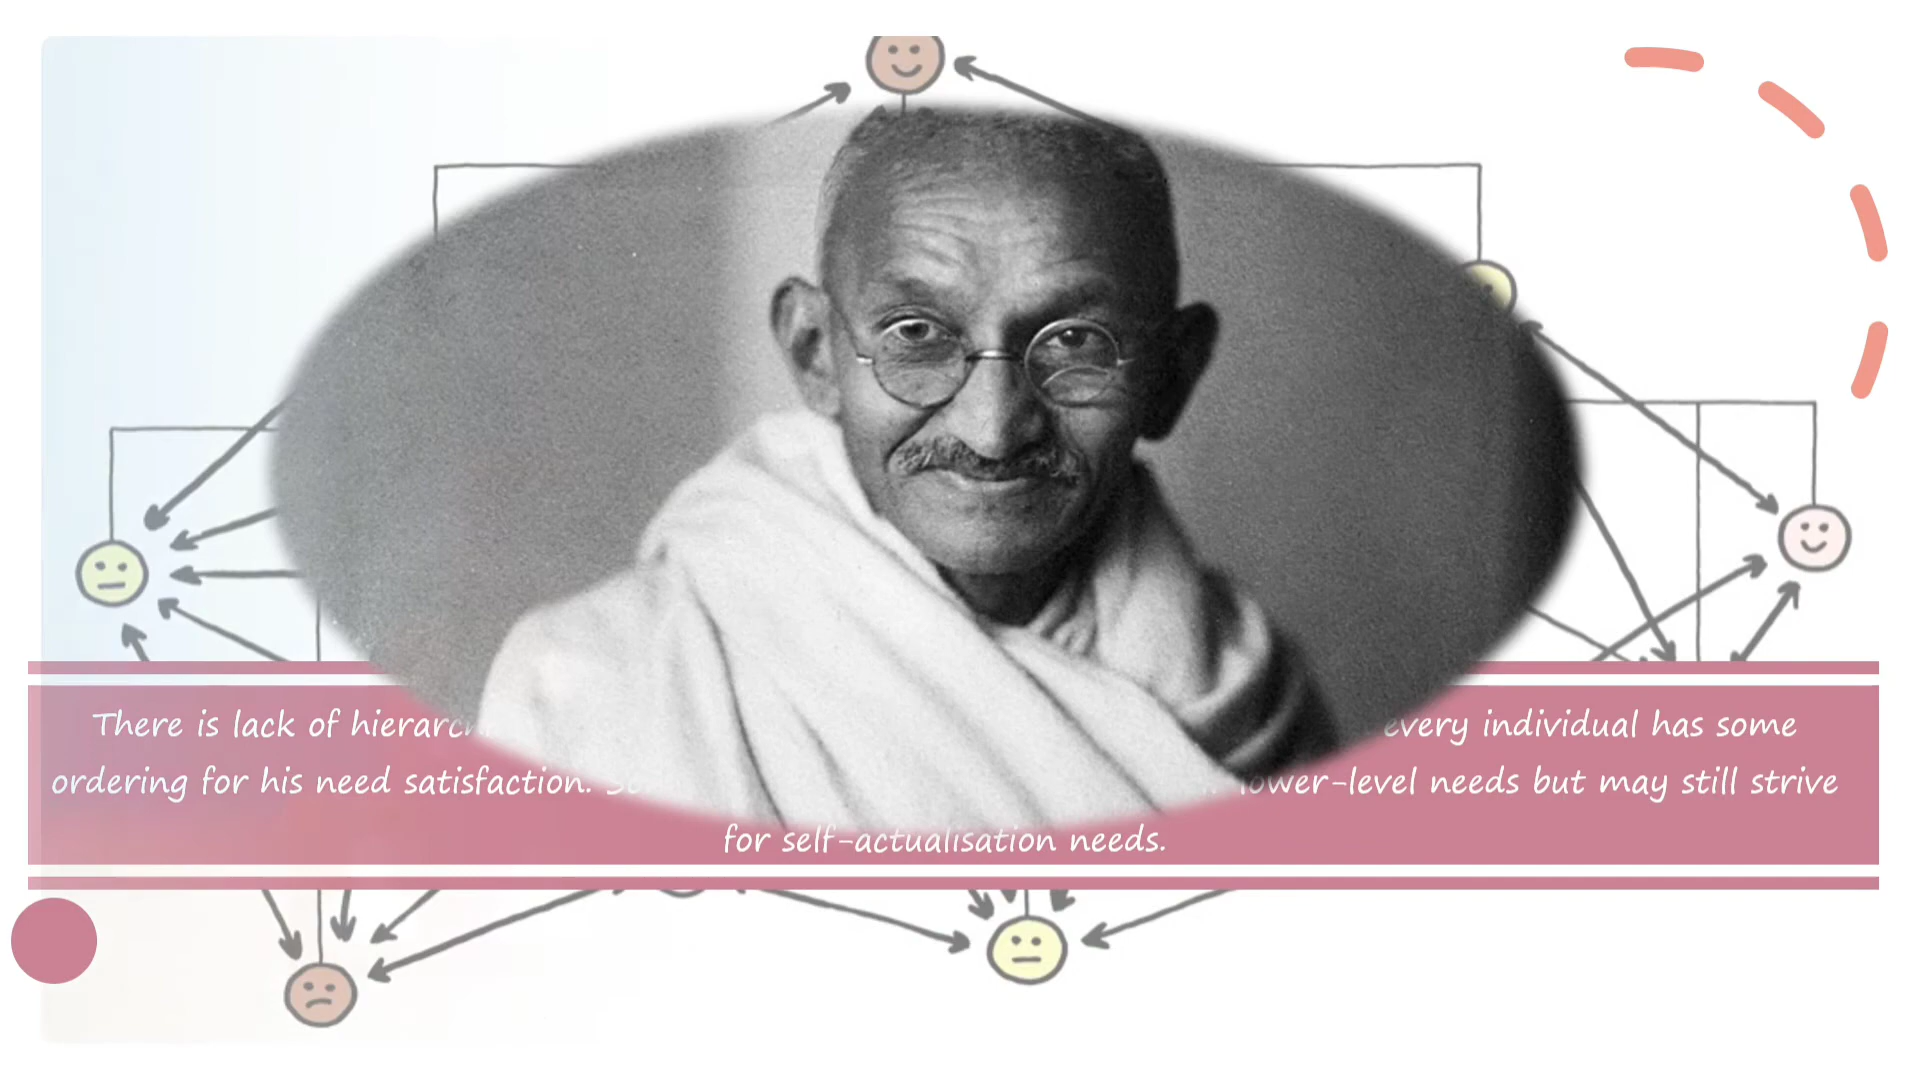 There is lack of hierarch every individual has some
ordering for his need satisfaction. lower-level needs but may still strive
for self-actualisation needs.